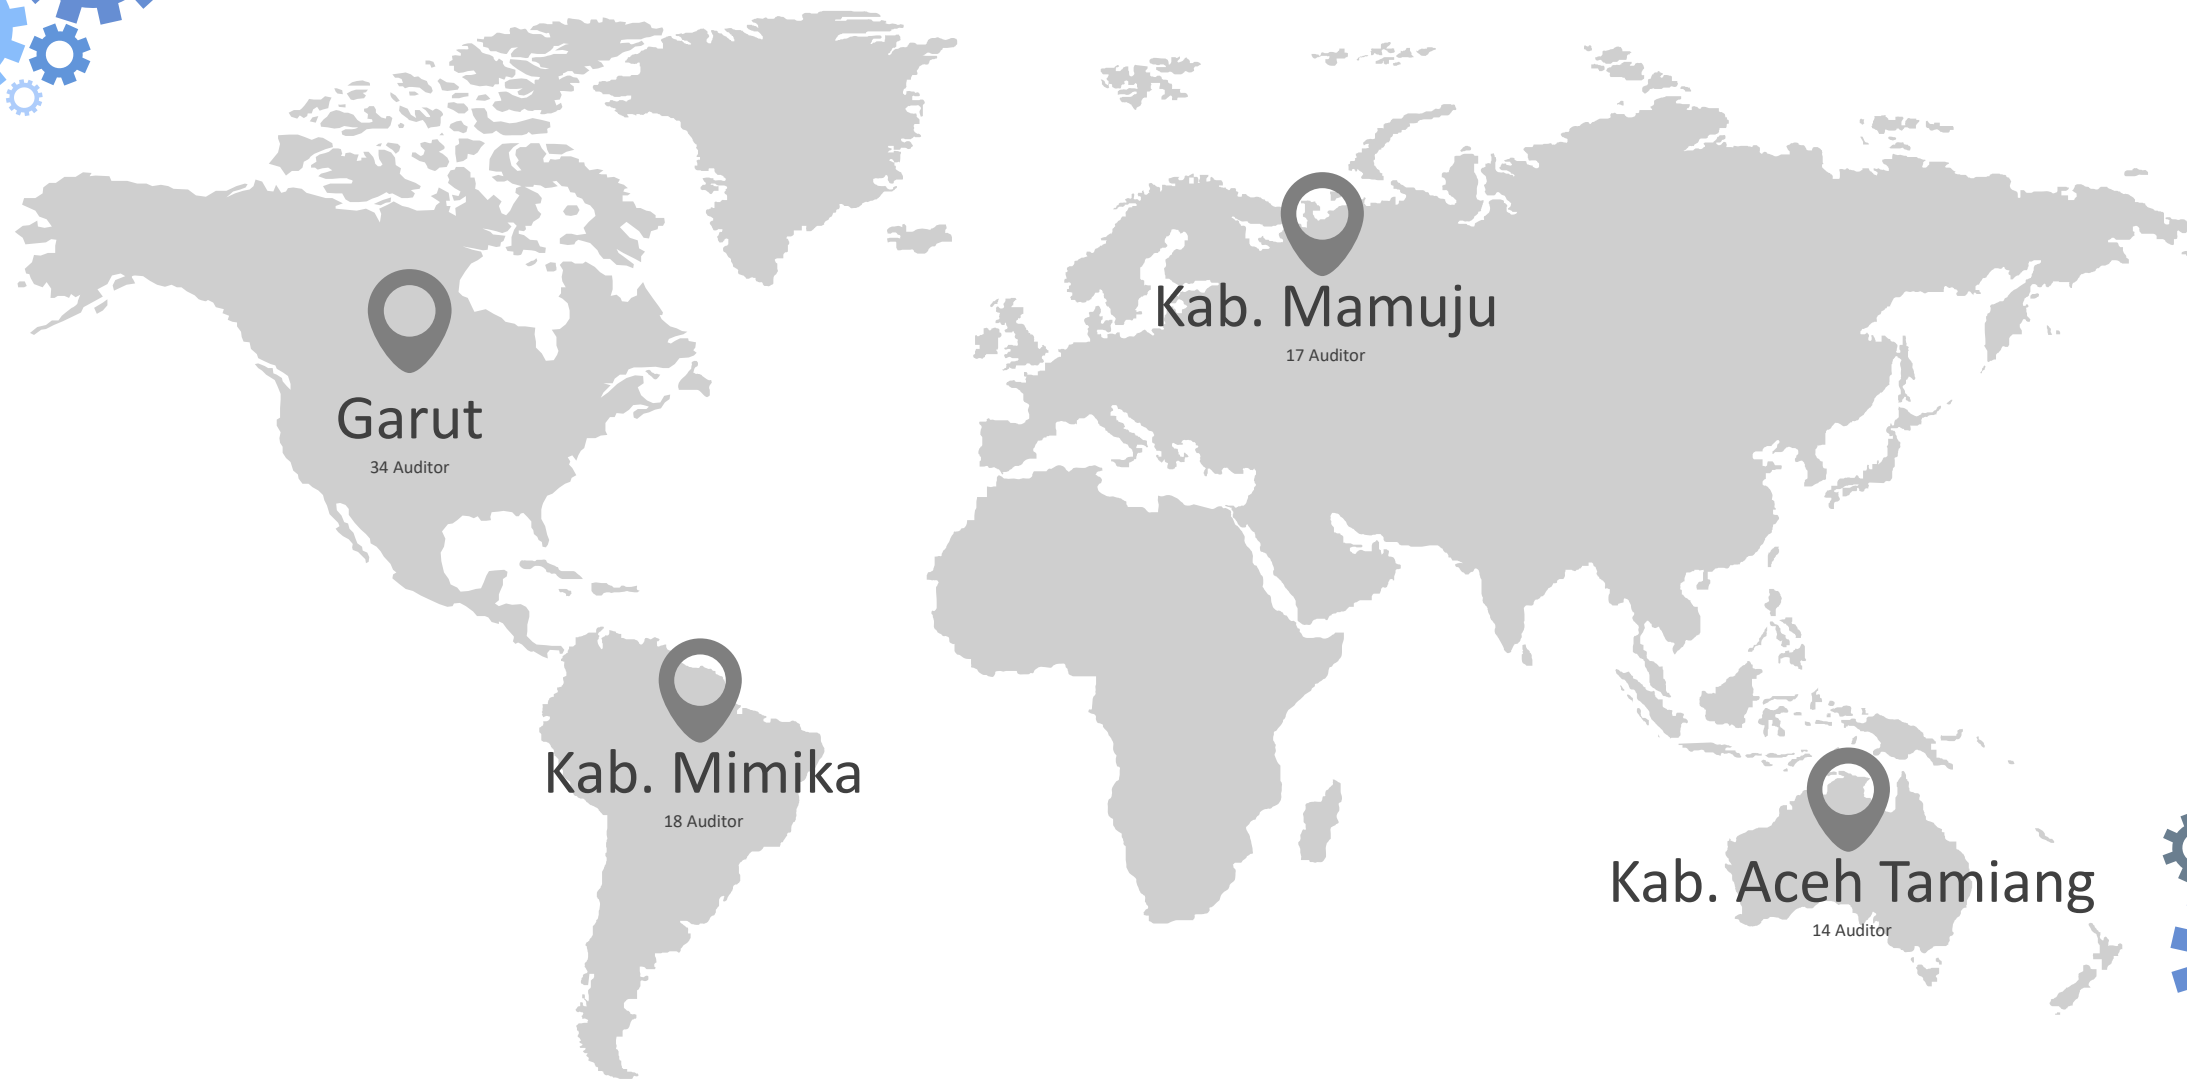 Kab. Mamuju
17 Auditor
Garut
34 Auditor
Kab. Mimika
18 Auditor
Kab. Aceh Tamiang
14 Auditor